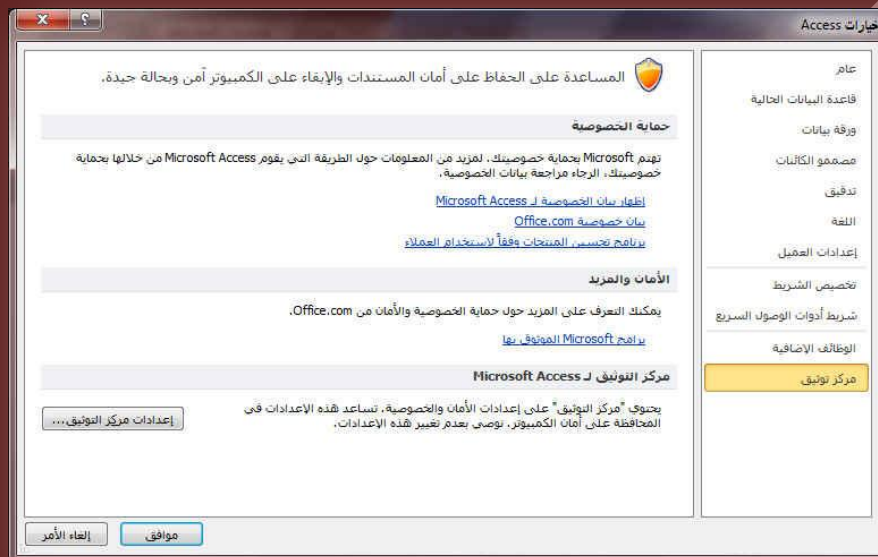 خيارات Access
عام
قاعدة البيانات الحالية
ورقة بيانات
مصممو الكائنات
تدقيق
اللغة
إعدادات العميل
تخصيص الشريط
شريط أدوات الوصول السريع
الوظائف الإضافية
مركز توثيق
المساعدة على الحفاظ على أمان المستندات والإبقاء على الكمبيوتر آمن وبحالة جيدة.
حماية الخصوصية
تهتم Microsoft بحماية خصوصيتك. لمزيد من المعلومات حول الطريقة التي يقوم Microsoft Access من خلالها بحماية
خصوصيتك، الرجاء مراجعة بيانات الخصوصية.
إظهار بيان الخصوصية لـ Microsoft Access
بيان خصوصية Office.com
برنامج تحسين المنتجات وفقاً لاستخدام العملاء
الأمان والمزيد
يمكنك التعرف على المزيد حول حماية الخصوصية والأمان من Office.com.
برامج Microsoft الموثوق بها
مركز التوثيق لـ Microsoft Access
يحتوي "مركز التوثيق" على إعدادات الأمان والخصوصية. تساعد هذه الإعدادات في
المحافظة على أمان الكمبيوتر. نوصي بعدم تغيير هذه الإعدادات.
إعدادات مركز التوثيق...
موافق
إلغاء الأمر